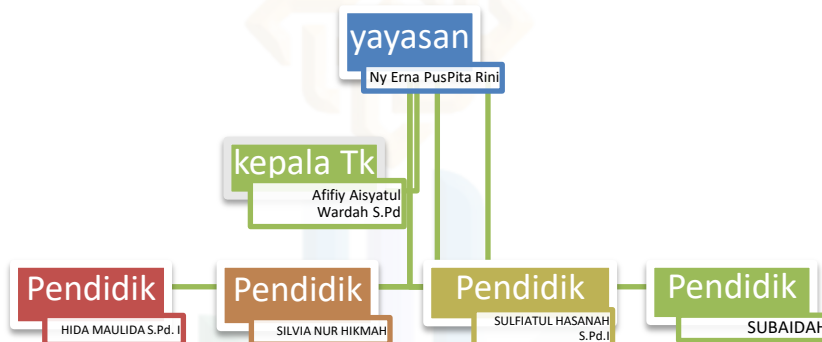 yayasan
Ny Erna PusPita Rini
kepala Tk
Afifiy Aisyatul
Wardah S.Pd
Pendidik
HIDA MAULIDA S.Pd. I
Pendidik
SILVIA NUR HIKMAH
Pendidik
SULFIATUL HASANAH
S.Pd.I
Pendidik
SUBAIDAH